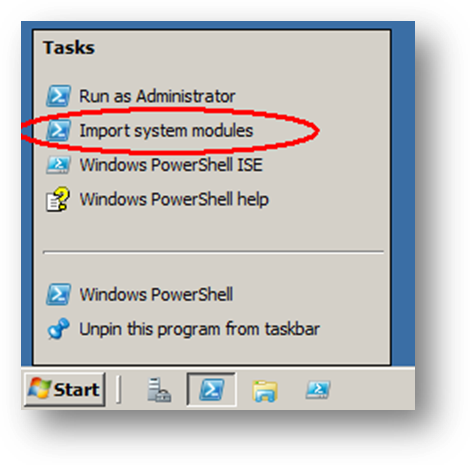 Tasks
Run as Administrator
Import system modules
Windows PowerShell ISE
Windows PowerShell help
Windows PowerShell
Unpin this program from taskbar
Start